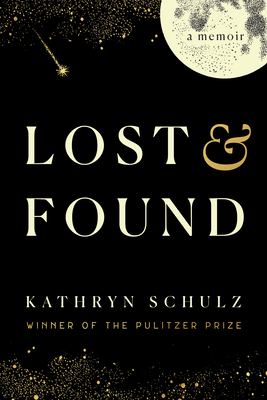 a memoir
LOST &
FOUND
KATHRYN SCHULZ
WINNER OF THE PULITZER PRIZE